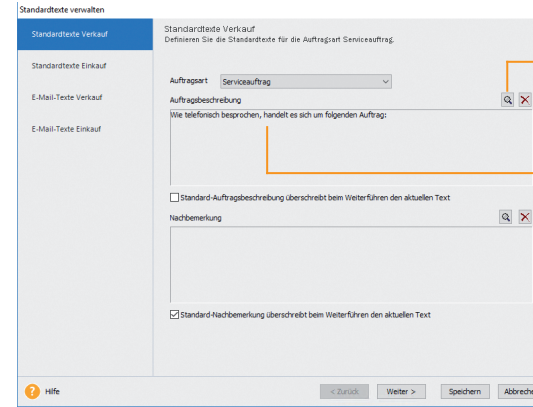 Standardtexte verwalten
Standardtexte Verkauf
Standardtexte Einkauf
E-Mail-Texte Verkauf
E-Mail-Texte Einkauf
Standardtexte Verkauf
Definieren Sie die Standardtexte für die Auftragsart Serviceauftrag.
Auftragsart Serviceauftrag
Auftragsbeschreibung
Wie telefonisch besprochen, handelt es sich um folgenden Auftrag:
Standard-Auftragsbeschreibung überschreibt beim Weiterführen den aktuellen Text
Nachbemerkung
Standard-Nachbemerkung überschreibt beim Weiterführen den aktuellen Text
? Hilfe
< Zurück Weiter > Speichern Abbreche